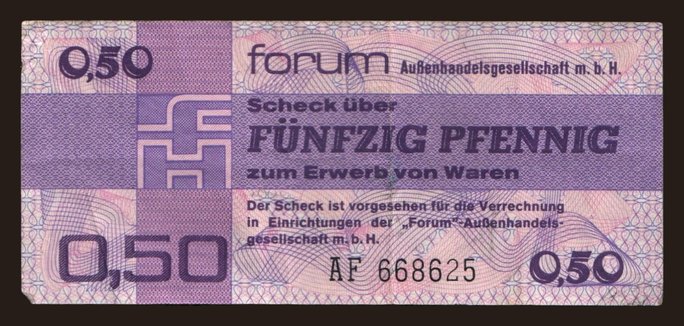 0,50
forum Außenhandelsgesellschaft m. b. H.
Scheck über
FÜNFZIG PFENNIG
zum Erwerb von Waren
Der Scheck ist vorgesehen für die Verrechnung
in Einrichtungen der „Forum"-Außenhandels-
gesellschaft m. b. H.
0,50
AF 668625
0,50